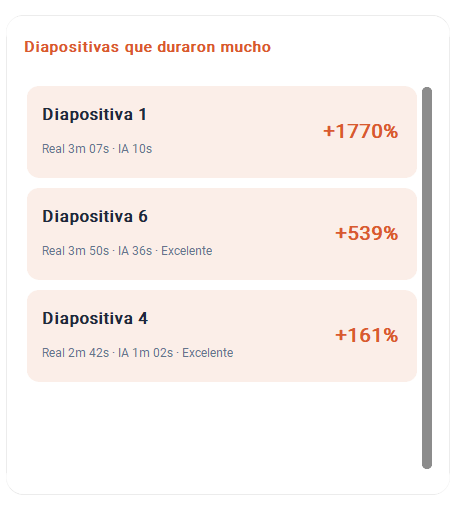 Diapositivas que duraron mucho
Diapositiva 1
+1770%
Real 3m 07s · IA 10s
Diapositiva 6
+539%
Real 3m 50s · IA 36s · Excelente
Diapositiva 4
+161%
Real 2m 42s · IA 1m 02s · Excelente